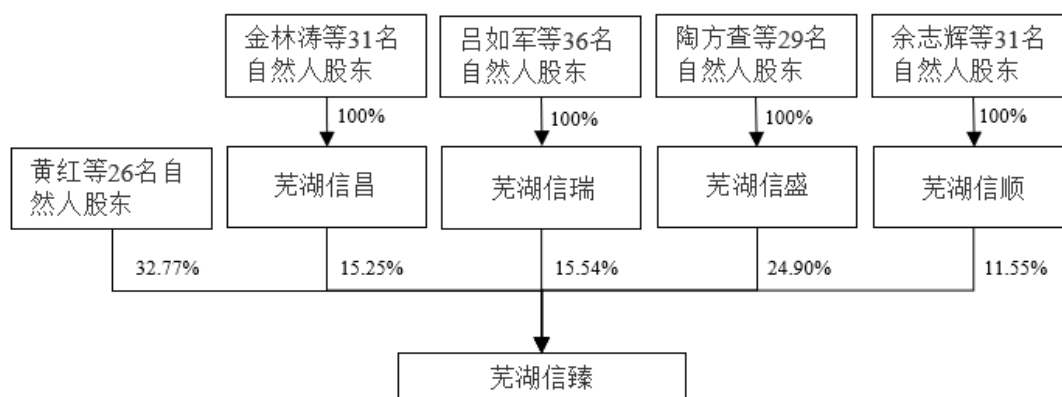 金林涛等31名
自然人股东
吕如军等36名
自然人股东
陶方查等29名
自然人股东
余志辉等31名
自然人股东
100%
100%
100%
100%
黄红等26名自
然人股东
芜湖信昌
芜湖信瑞
芜湖信盛
芜湖信顺
32.77%
15.25%
15.54%
24.90%
11.55%
芜湖信臻